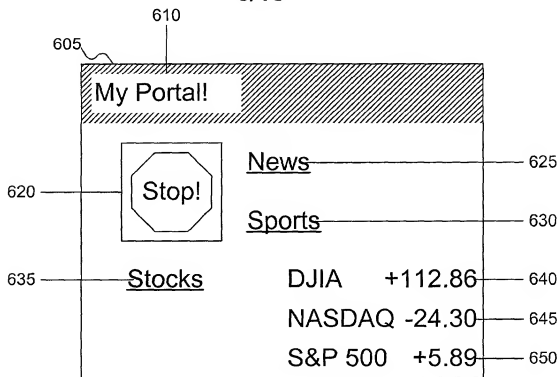 610
605
My Portal!
News 625
620 Stop!
Sports 630
635 Stocks DJIA +112.86 640
NASDAQ -24.30 645
S&P 500 +5.89 650